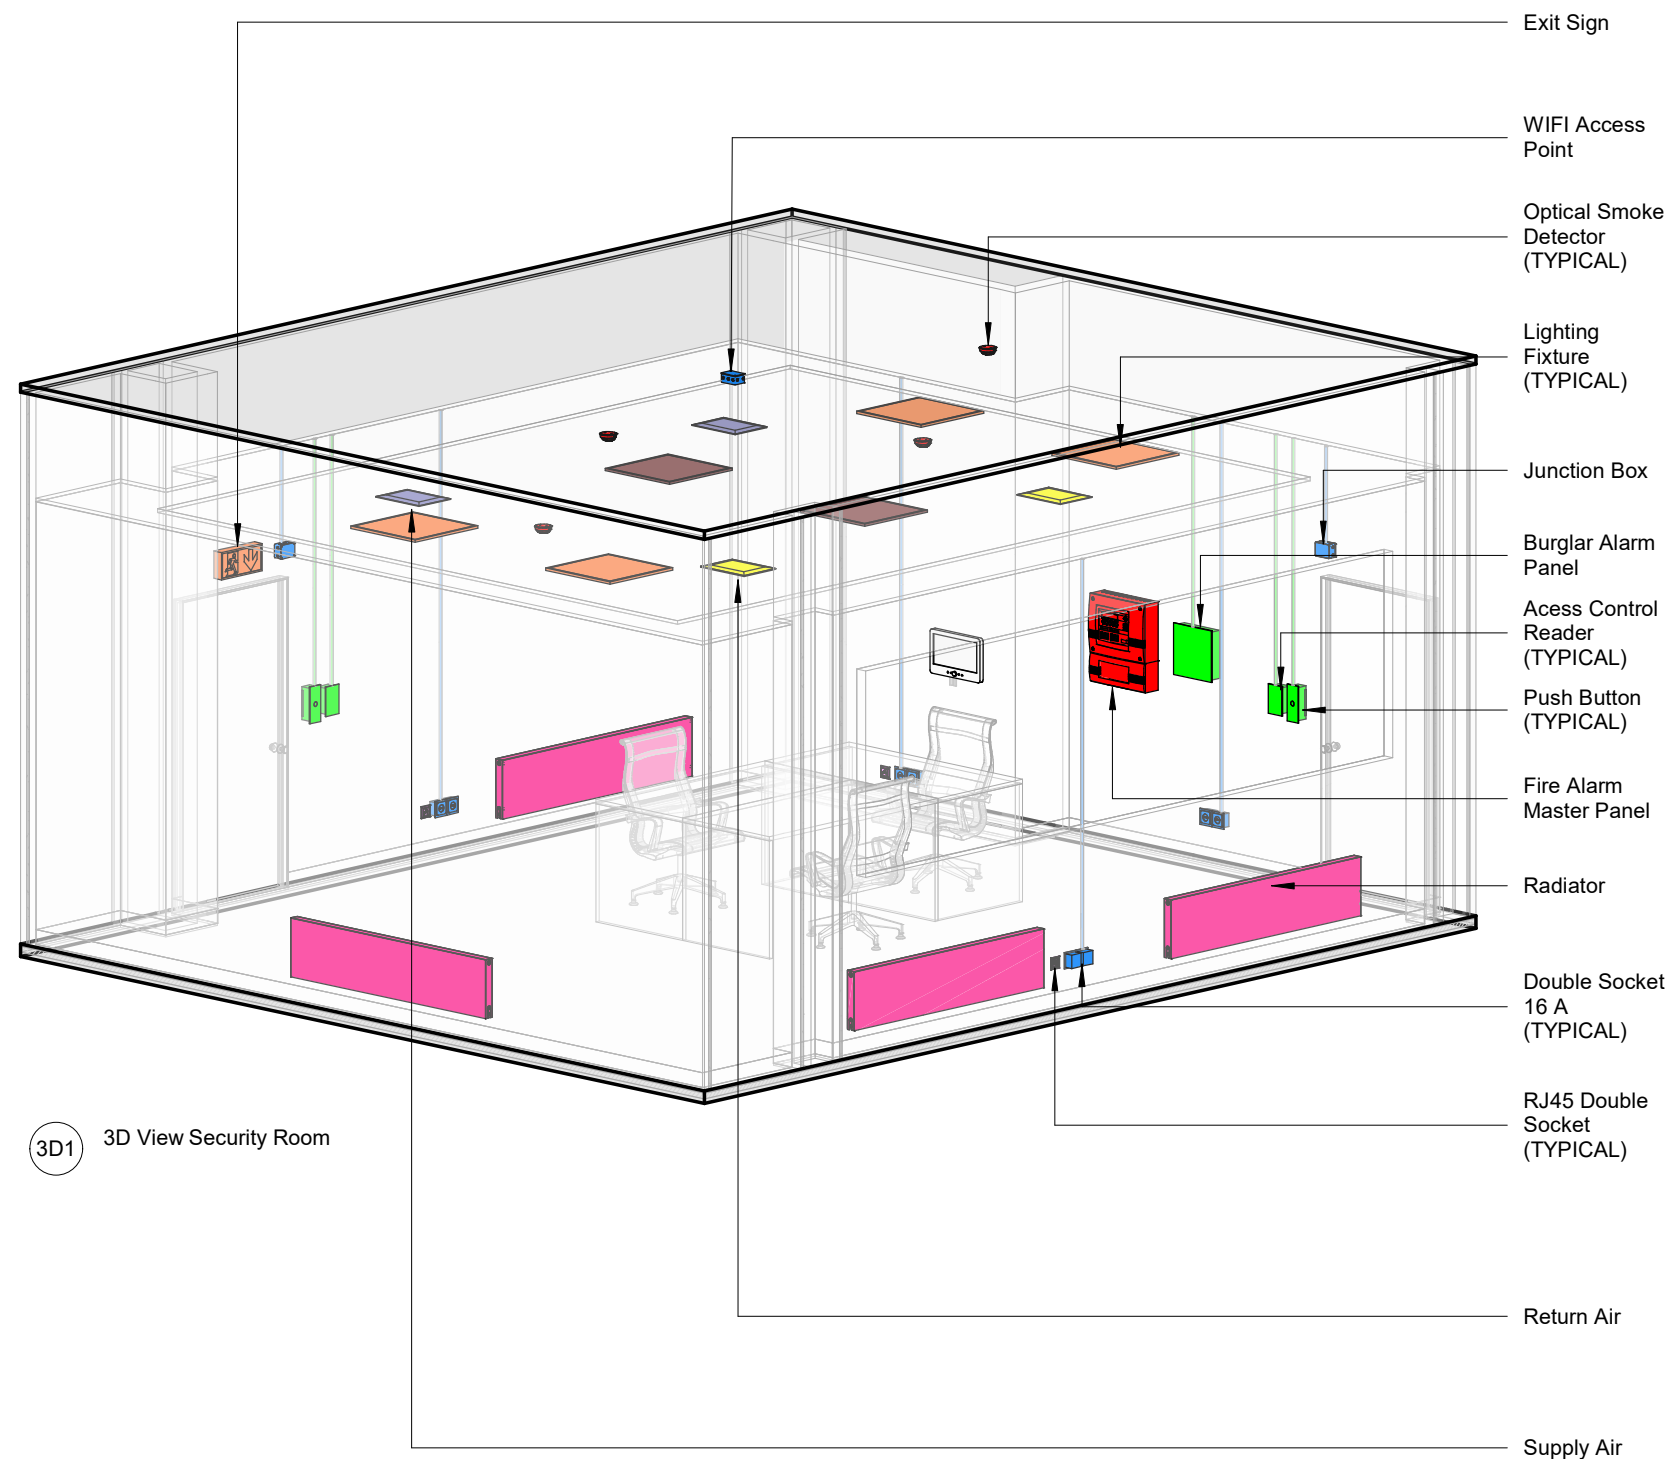 Exit Sign
WIFI Access
Point
Optical Smoke
Detector
(TYPICAL)
Lighting
Fixture
(TYPICAL)
Junction Box
Burglar Alarm
Panel
Acess Control
Reader
(TYPICAL)
Push Button
(TYPICAL)
Fire Alarm
Master Panel
Radiator
Double Socket
16 A
(TYPICAL)
RJ45 Double
Socket
(TYPICAL)
3D1
3D View Security Room
Return Air
Supply Air